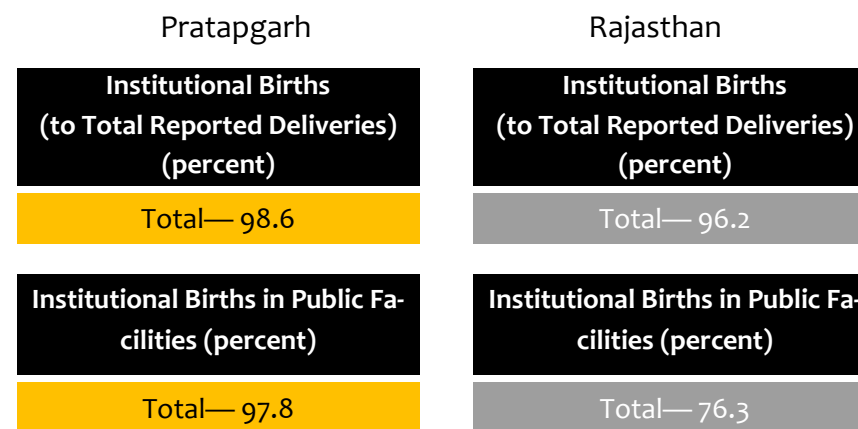 Pratapgarh
Rajasthan
Institutional Births
(to Total Reported Deliveries)
(percent)
Total— 98.6
Institutional Births
(to Total Reported Deliveries)
(percent)
Total— 96.2
Institutional Births in Public Fa-
cilities (percent)
Total— 97.8
Institutional Births in Public Fa-
cilities (percent)
Total— 76.3